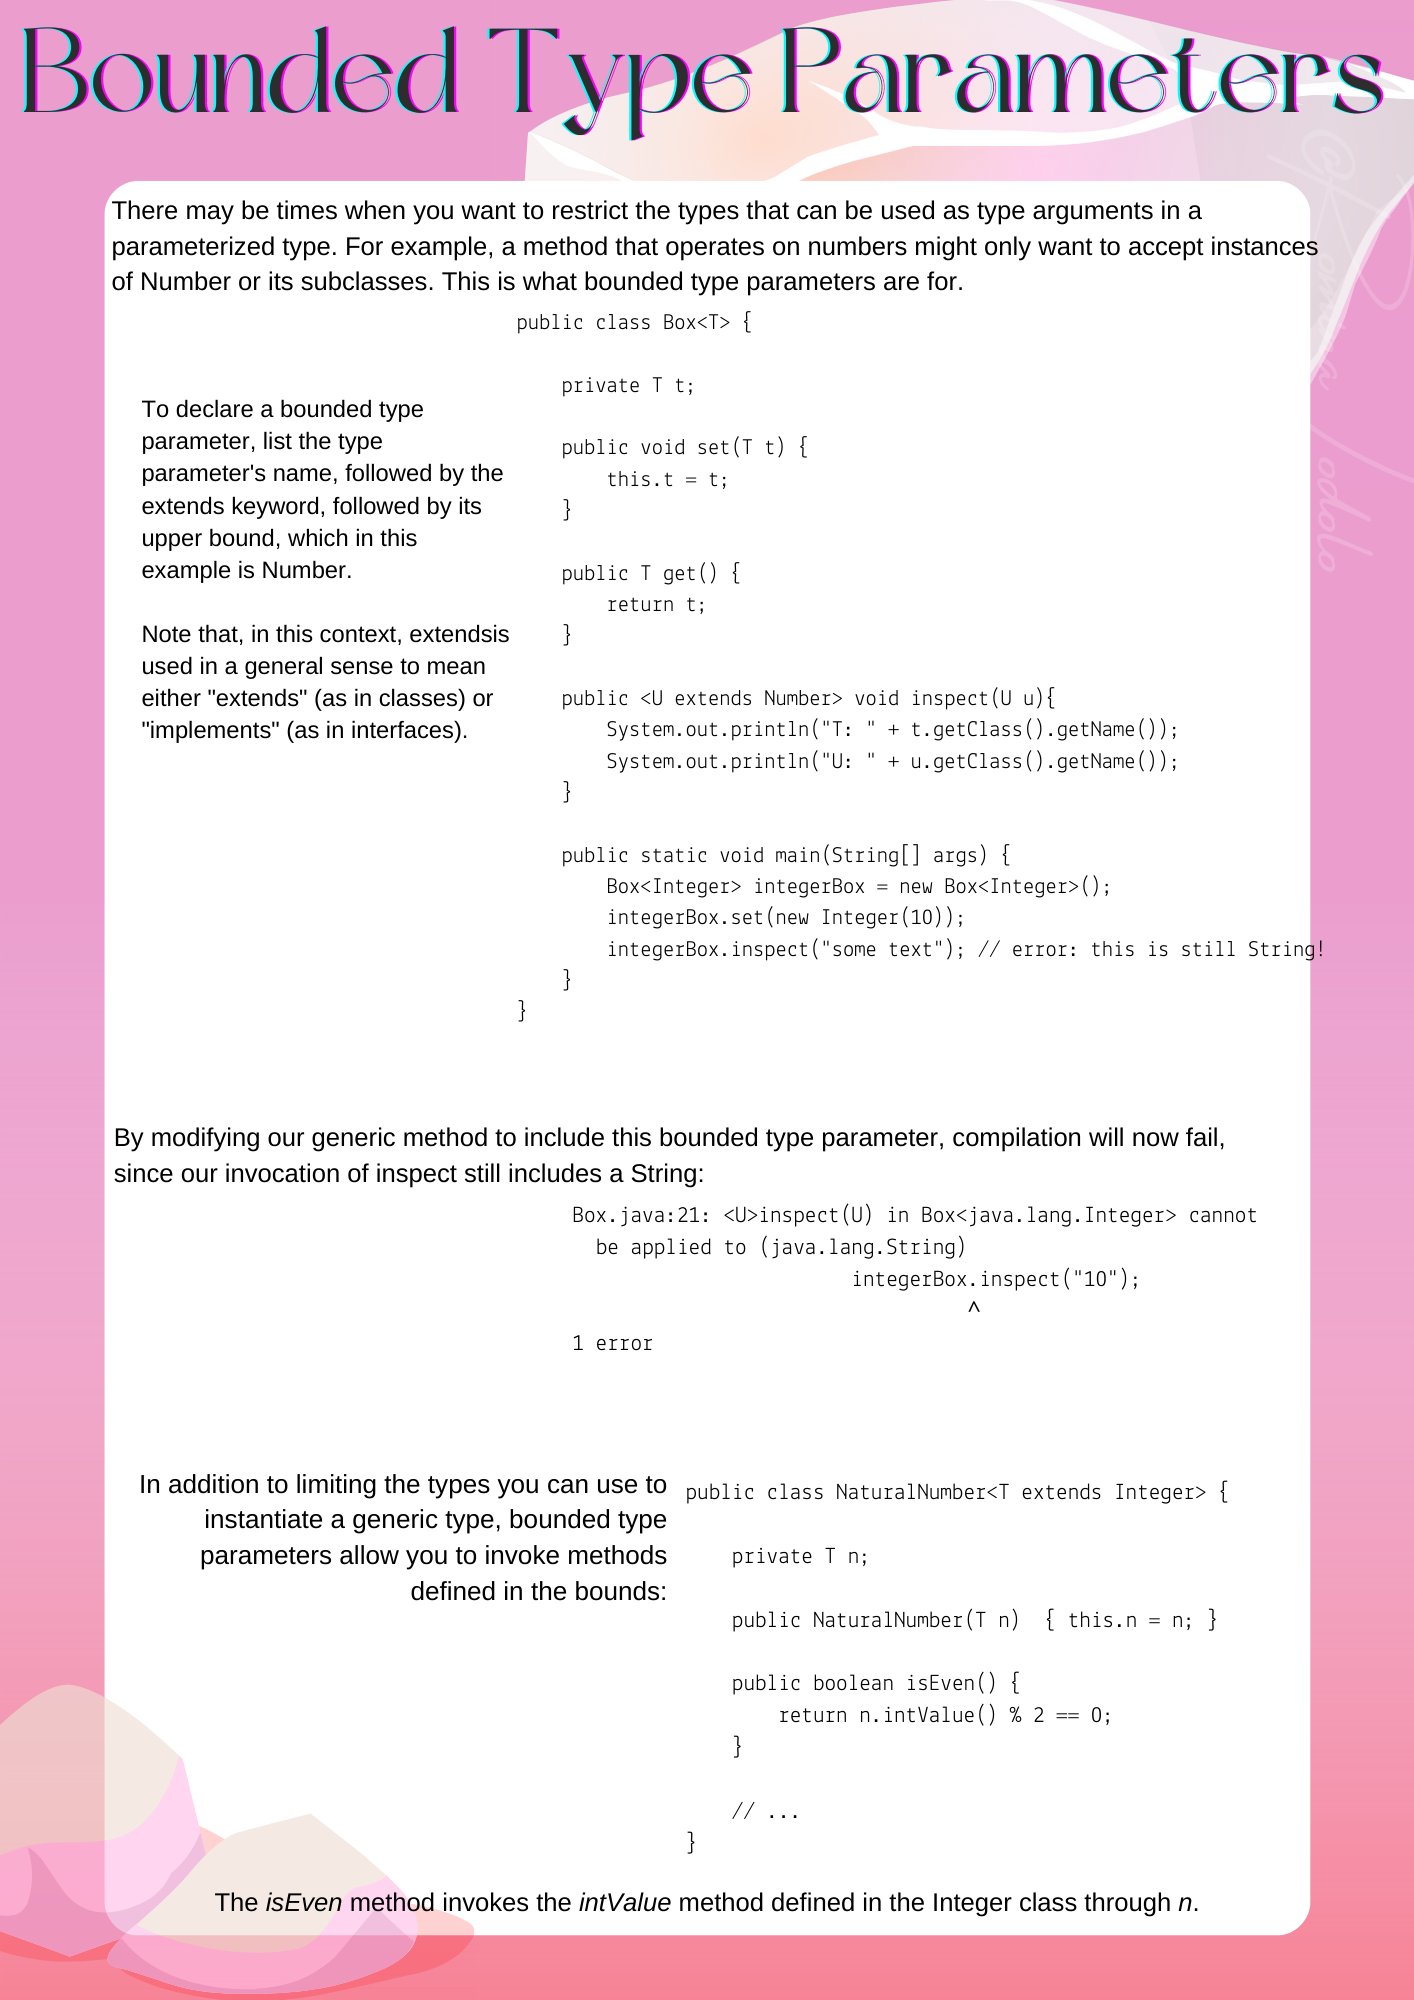 Bounded Type Parameters
There may be times when you want to restrict the types that can be used as type arguments in a
parameterized type. For example, a method that operates on numbers might only want to accept instances
of Number or its subclasses. This is what bounded type parameters are for.
To declare a bounded type
parameter, list the type
parameter's name, followed by the
extends keyword, followed by its
upper bound, which in this
example is Number.
Note that, in this context, extendsis
used in a general sense to mean
either "extends" (as in classes) or
"implements" (as in interfaces).
public class Box<T> {
    private T t;
    public void set(T t) {
        this.t = t;
    }
    public T get() {
        return t;
    }
    public <U extends Number> void inspect(U u){
        System.out.println("T: " + t.getClass().getName());
        System.out.println("U: " + u.getClass().getName());
    }
    public static void main(String[] args) {
        Box<Integer> integerBox = new Box<Integer>();
        integerBox.set(new Integer(10));
        integerBox.inspect("some text"); // error: this is still String!
    }
}
By modifying our generic method to include this bounded type parameter, compilation will now fail,
since our invocation of inspect still includes a String:
Box.java:21: <U>inspect(U) in Box<java.lang.Integer> cannot
  be applied to (java.lang.String)
                        integerBox.inspect("10");
                                  ^
1 error
In addition to limiting the types you can use to
instantiate a generic type, bounded type
parameters allow you to invoke methods
defined in the bounds:
public class NaturalNumber<T extends Integer> {
    private T n;
    public NaturalNumber(T n)  { this.n = n; }
    public boolean isEven() {
        return n.intValue() % 2 == 0;
    }
    // ...
}
The isEven method invokes the intValue method defined in the Integer class through n.